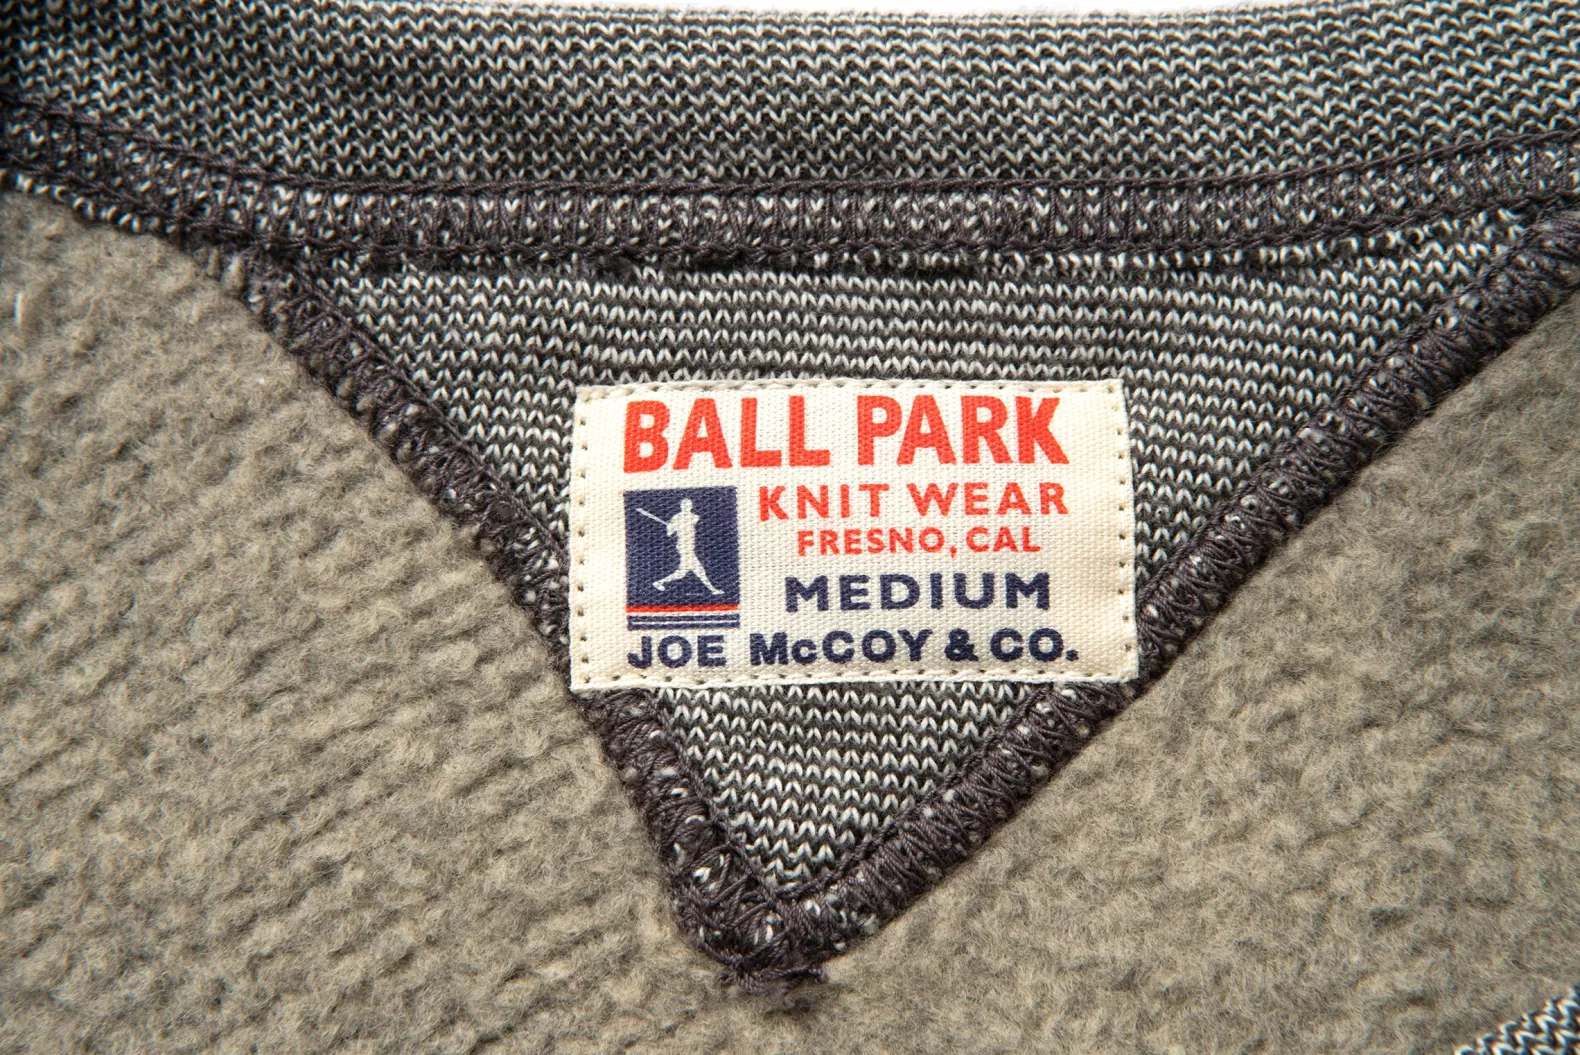 BALL PARK
KNIT WEAR
FRESNO, CAL
MEDIUM
JOE McCOY & CO.